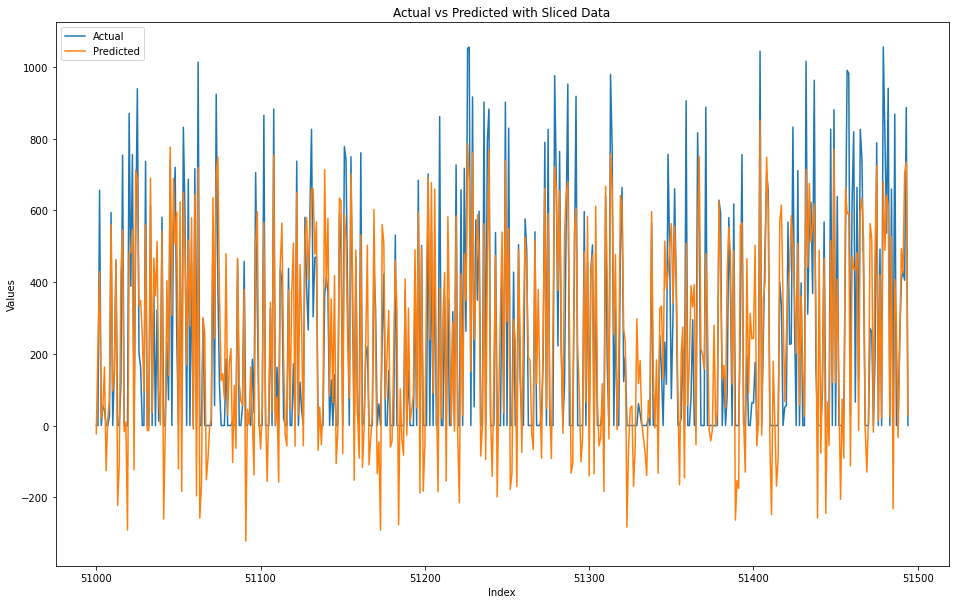 Actual vs Predicted with Sliced Data
Actual
Predicted
1000
800
600
400
200
0
−200
Values
51000
51100
51200
51300
51400
51500
Index